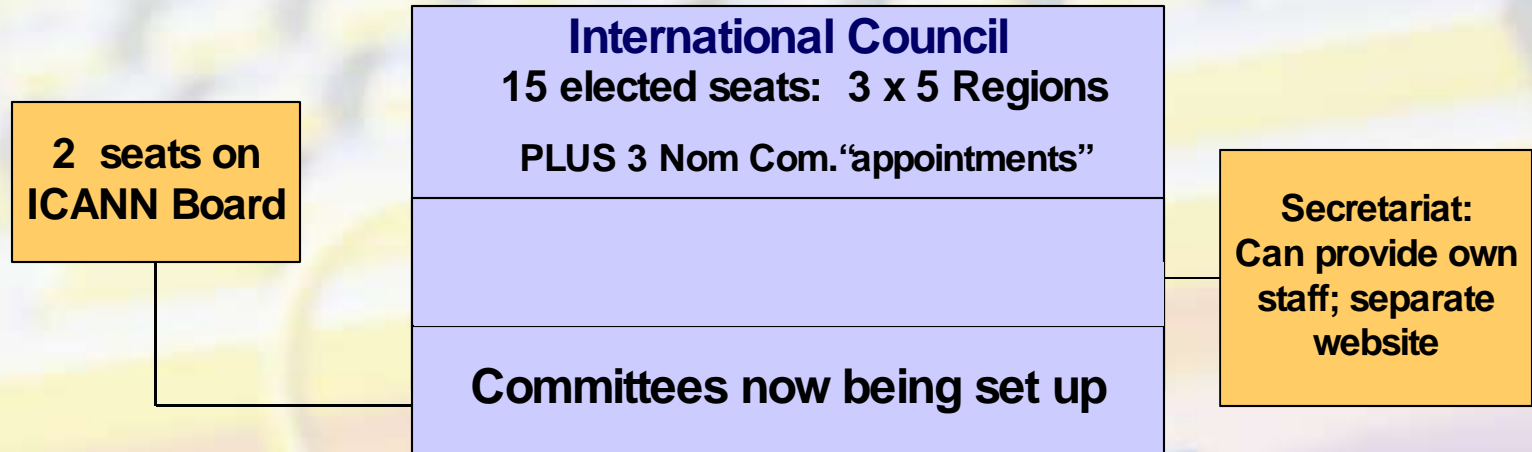 International Council
15 elected seats: 3 x 5 Regions
PLUS 3 Nom Com.“appointments”
2 seats on
ICANN Board
Secretariat:
Can provide own
staff; separate
website
Committees now being set up